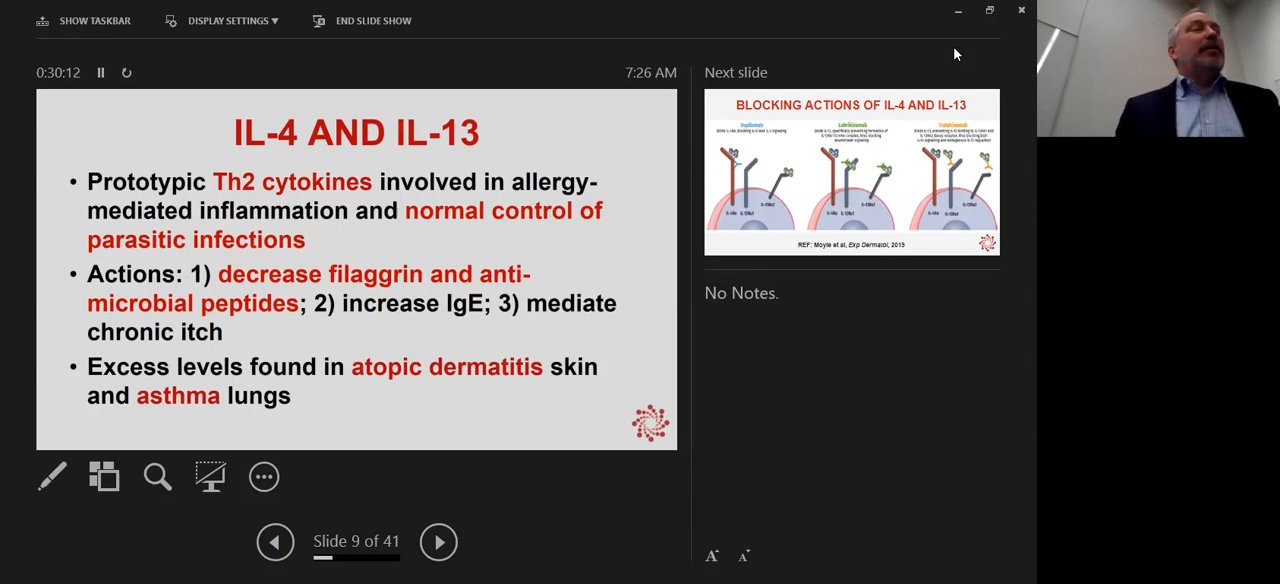 SHOW TASKBAR
DISPLAY SETTINGS ▼
END SLIDE SHOW
0:30:12
7:26 AM
IL-4 AND IL-13
• Prototypic Th2 cytokines involved in allergy-
mediated inflammation and normal control of
parasitic infections
• Actions: 1) decrease filaggrin and anti-
microbial peptides; 2) increase IgE; 3) mediate
chronic itch
• Excess levels found in atopic dermatitis skin
and asthma lungs
Slide 9 of 41
Next slide
BLOCKING ACTIONS OF IL-4 AND IL-13
Dupilumab
Lebrikizumab
Tralokinumab
REF: Moyle et al, Exp Dermatol, 2019
No Notes.
A
A